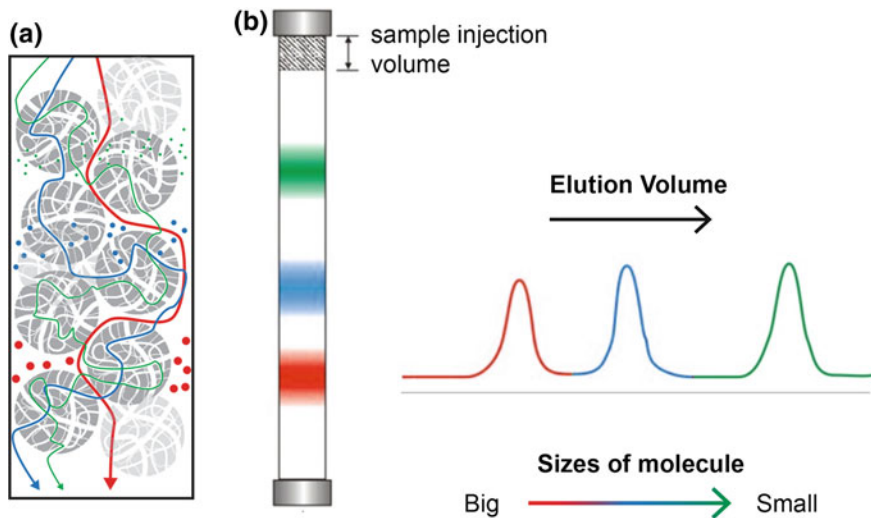 (a)
(b)
sample injection
volume
Elution Volume
Sizes of molecule
Big
Small